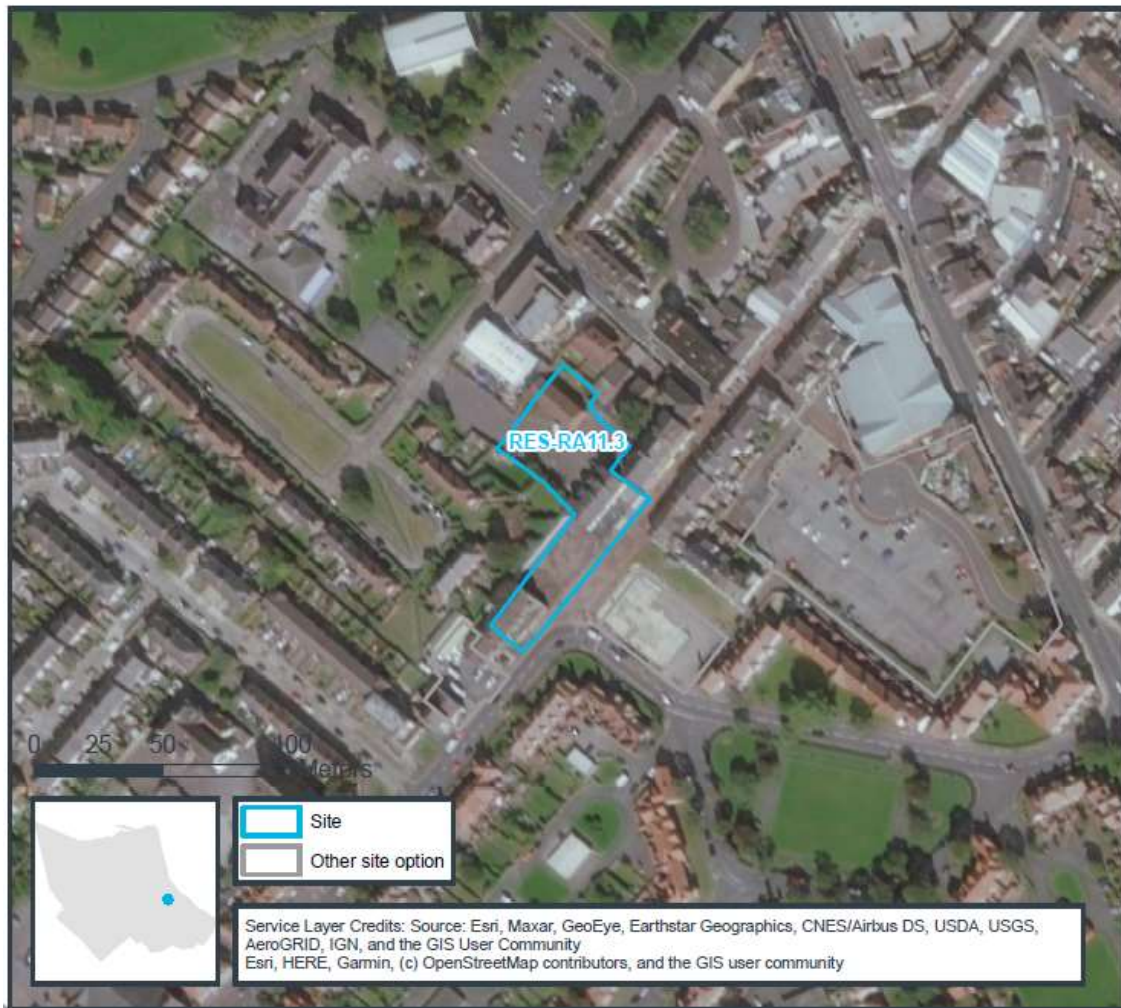 RES-RA11.3
0 25 50 100
Meters
Site
Other site option
Service Layer Credits: Source: Esri, Maxar, GeoEye, Earthstar Geographics, CNES/Airbus DS, USDA, USGS,
AeroGRID, IGN, and the GIS User Community
Esri, HERE, Garmin, (c) OpenStreetMap contributors, and the GIS user community